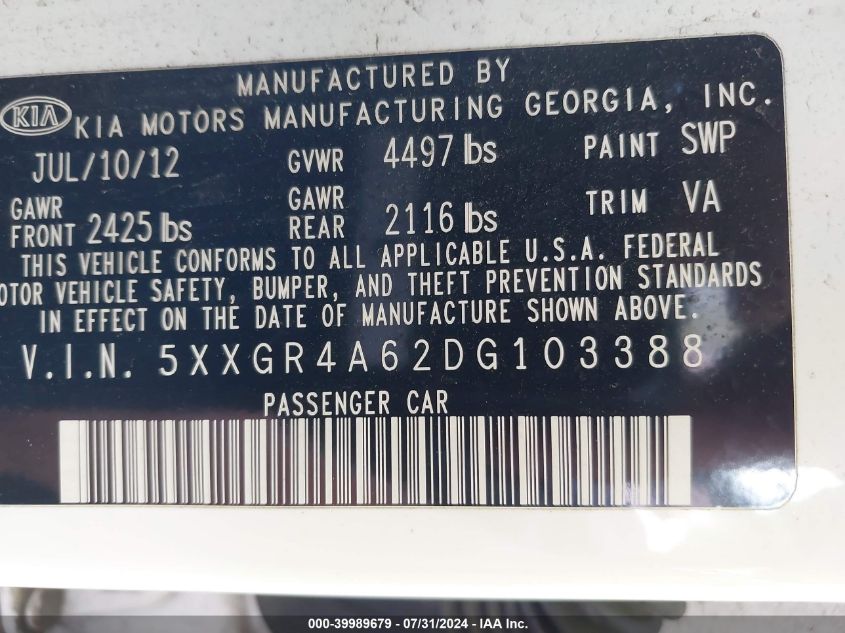 MANUFACTURED BY
KIA KIA MOTORS MANUFACTURING GEORGIA, INC.
JUL/10/12 GVWR 4497 lbs PAINT SWP
GAWR FRONT 2425 lbs GAWR REAR 2116 lbs TRIM VA
THIS VEHICLE CONFORMS TO ALL APPLICABLE U.S.A. FEDERAL
OTOR VEHICLE SAFETY, BUMPER, AND THEFT PREVENTION STANDARDS
IN EFFECT ON THE DATE OF MANUFACTURE SHOWN ABOVE.
V.I.N. 5XXGR4A62DG103388
PASSENGER CAR
000-39989679 / 07/31/2024 - IAA, Inc.